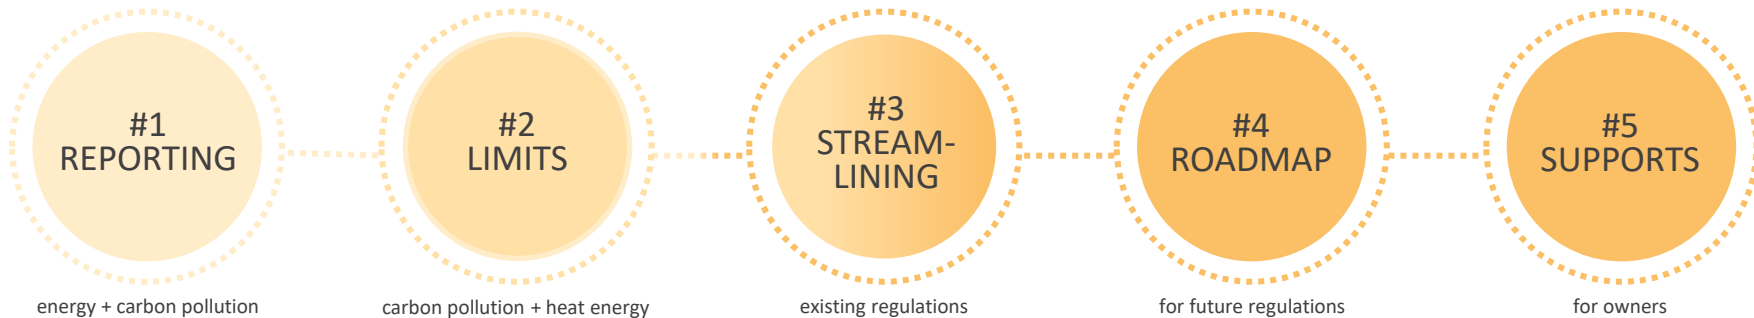 #1
REPORTING
energy + carbon pollution
#2
LIMITS
carbon pollution + heat energy
#3
STREAM-
LINING
existing regulations
#4
ROADMAP
for future regulations
#5
SUPPORTS
for owners